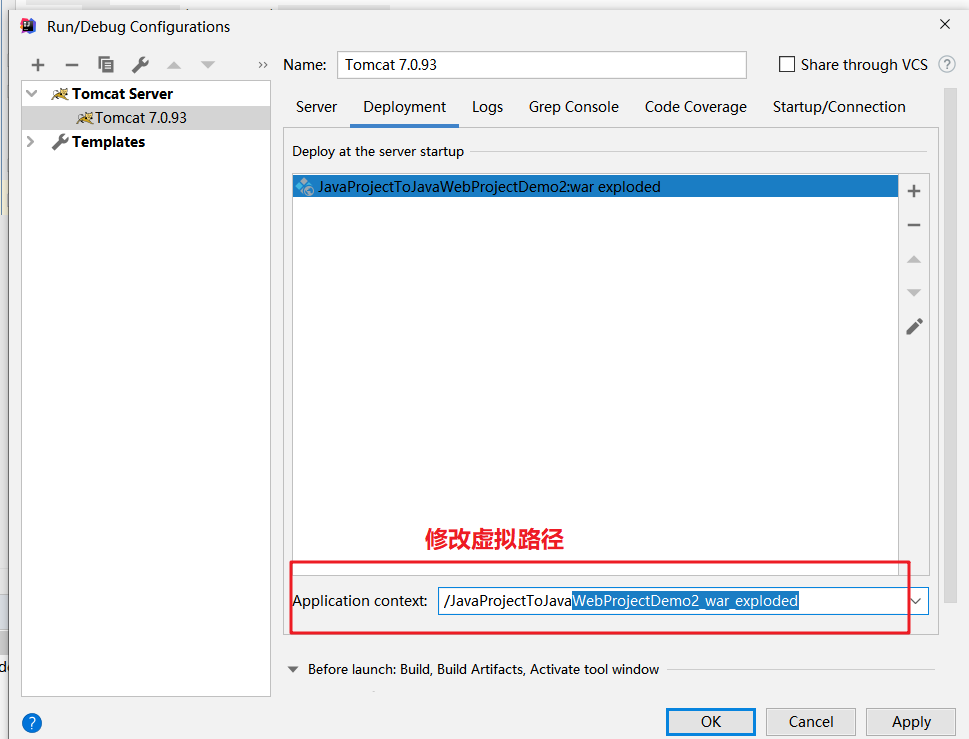 Run/Debug Configurations
Name: Tomcat 7.0.93
Share through VCS ?
Tomcat Server
Tomcat 7.0.93
Templates
Server Deployment Logs Grep Console Code Coverage Startup/Connection
Deploy at the server startup
JavaProjectToJavaWebProjectDemo2:war exploded
修改虚拟路径
Application context: /JavaProjectToJavaWebProjectDemo2_war_exploded
Before launch: Build, Build Artifacts, Activate tool window
? OK Cancel Apply